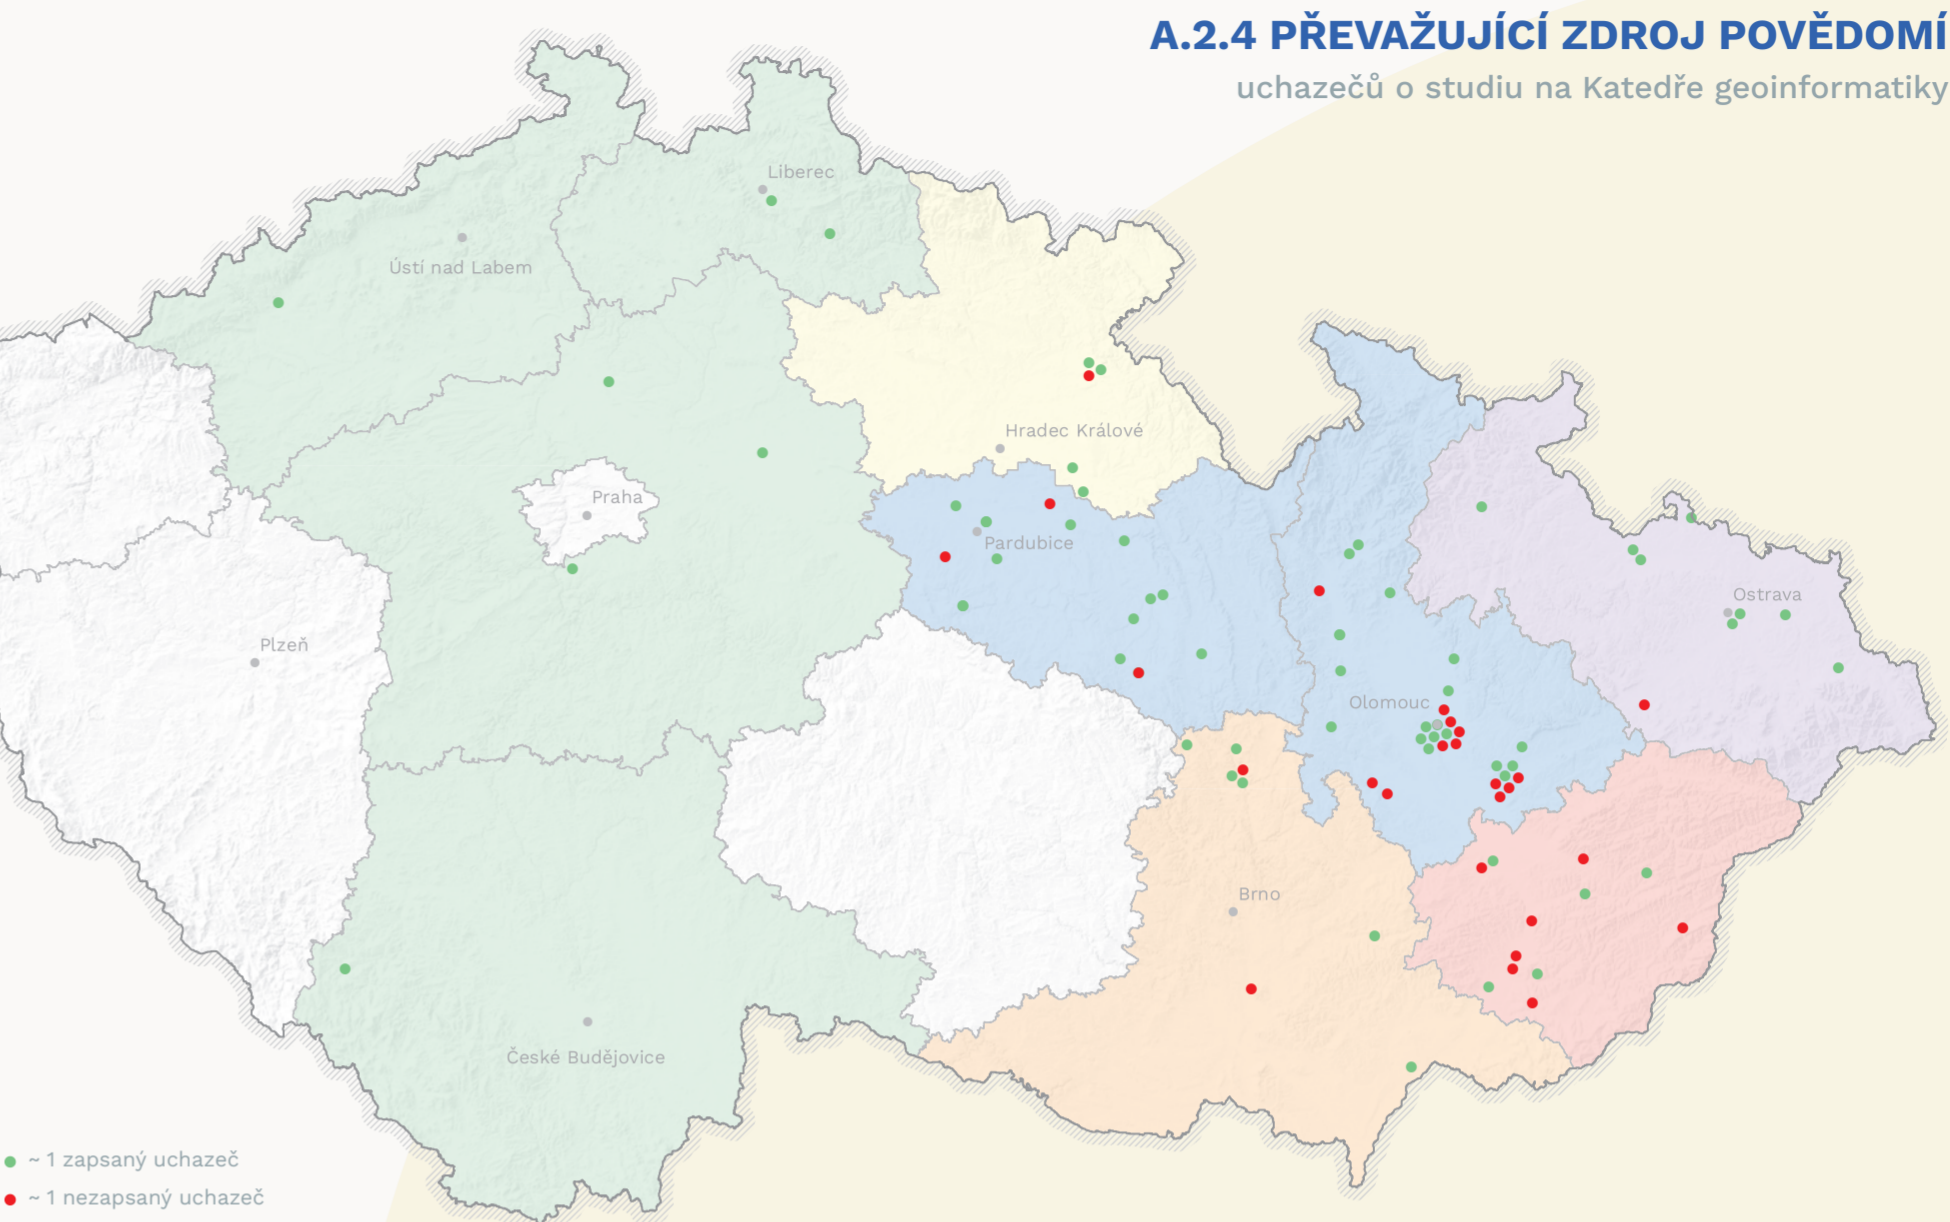 A.2.4 PŘEVAŽUJÍCÍ ZDROJ POVĚDOMÍ
uchazečů o studiu na Katedře geoinformatiky
Liberec
Ústí nad Labem
Hradec Králové
Praha
Pardubice
Ostrava
Plzeň
Olomouc
Brno
České Budějovice
~ 1 zapsaný uchazeč
~ 1 nezapsaný uchazeč